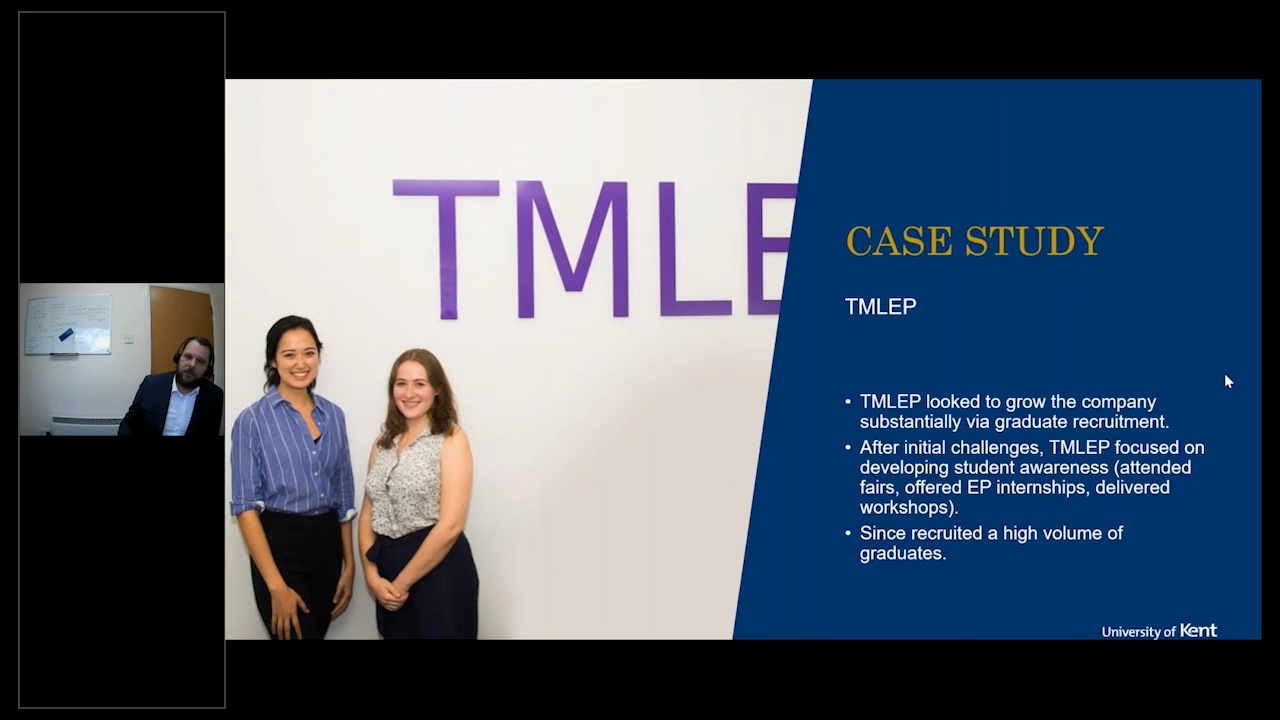 TMLE
CASE STUDY
TMLEP
• TMLEP looked to grow the company
substantially via graduate recruitment.
• After initial challenges, TMLEP focused on
developing student awareness (attended
fairs, offered EP internships, delivered
workshops).
• Since recruited a high volume of
graduates.
University of Kent